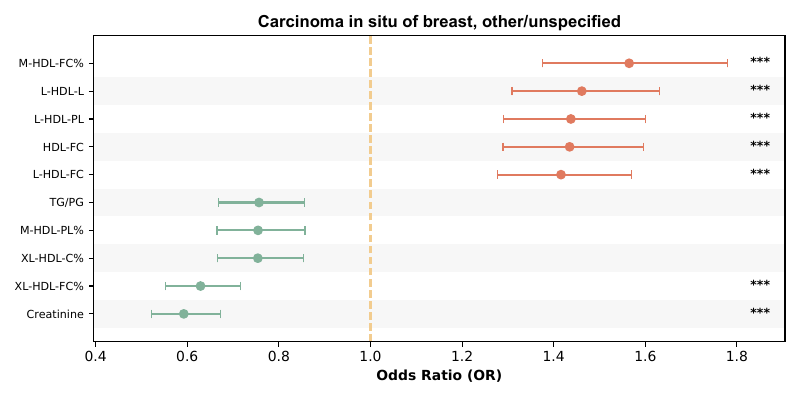 Carcinoma in situ of breast, other/unspecified
M-HDL-FC% ***
L-HDL-L ***
L-HDL-PL ***
HDL-FC ***
L-HDL-FC ***
TG/PG
M-HDL-PL%
XL-HDL-C%
XL-HDL-FC% ***
Creatinine ***
0.4 0.6 0.8 1.0 1.2 1.4 1.6 1.8
Odds Ratio (OR)